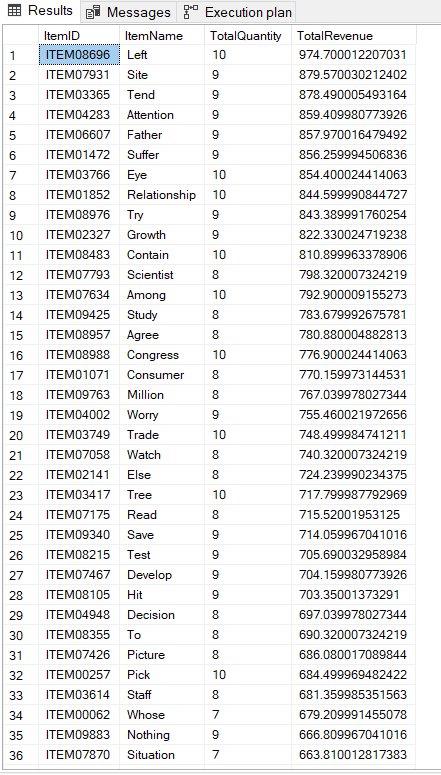 Results Messages Execution plan
ItemID ItemName TotalQuantity TotalRevenue
1 ITEM08696 Left 10 974.700012207031
2 ITEM07931 Site 9 879.570030212402
3 ITEM03365 Tend 9 878.490005493164
4 ITEM04283 Attention 9 859.409980773926
5 ITEM06607 Father 9 857.970016479492
6 ITEM01472 Suffer 9 856.259994506836
7 ITEM03766 Eye 10 854.400024414063
8 ITEM01852 Relationship 10 844.599990844727
9 ITEM08976 Try 9 843.389991760254
10 ITEM02327 Growth 9 822.330024719238
11 ITEM08483 Contain 10 810.899963378906
12 ITEM07793 Scientist 8 798.320007324219
13 ITEM07634 Among 10 792.900009155273
14 ITEM09425 Study 8 783.679992675781
15 ITEM08957 Agree 8 780.880004882813
16 ITEM08988 Congress 10 776.900024414063
17 ITEM01071 Consumer 8 770.159973144531
18 ITEM09763 Million 8 767.039978027344
19 ITEM04002 Worry 9 755.460021972656
20 ITEM03749 Trade 10 748.499984741211
21 ITEM07058 Watch 8 740.320007324219
22 ITEM02141 Else 8 724.239990234375
23 ITEM03417 Tree 10 717.799987792969
24 ITEM07175 Read 8 715.52001953125
25 ITEM09340 Save 9 714.059967041016
26 ITEM08215 Test 9 705.690032958984
27 ITEM07467 Develop 9 704.159980773926
28 ITEM08105 Hit 9 703.35001373291
29 ITEM04948 Decision 8 697.039978027344
30 ITEM08355 To 8 690.320007324219
31 ITEM07426 Picture 8 686.080017089844
32 ITEM00257 Pick 10 684.499969482422
33 ITEM03614 Staff 8 681.359985351563
34 ITEM00062 Whose 7 679.209991455078
35 ITEM09883 Nothing 9 666.809967041016
36 ITEM07870 Situation 7 663.810012817383